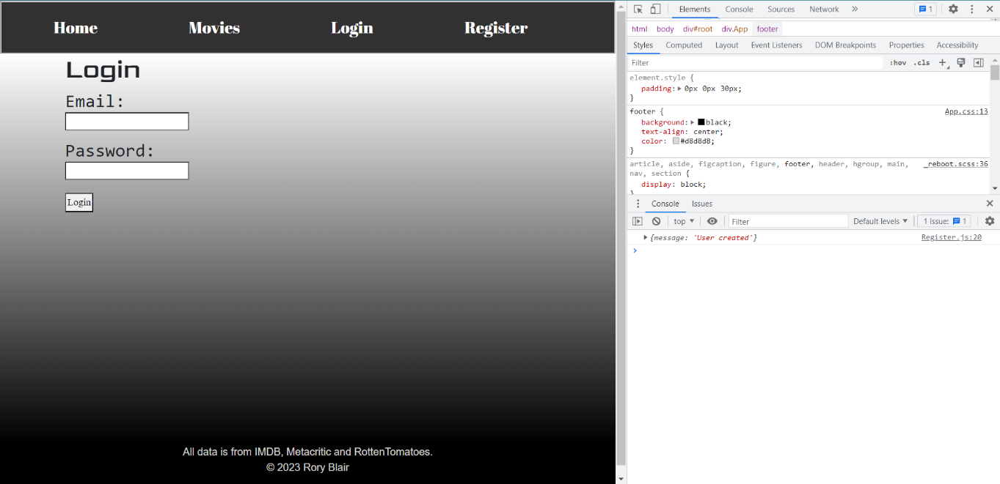 Home Movies Login Register
Login
Email:
Password:
Login
All data is from IMDB, Metacritic and RottenTomatoes.
© 2023 Rory Blair
Elements Console Sources Network » 1
html body div#root div.App footer
Styles Computed Layout Event Listeners DOM Breakpoints Properties Accessibility
Filter :hov .cls +
element.style {
padding: 0px 0px 30px;
}
footer { App.css:13
background: black;
text-align: center;
color: #d8d8d8;
}
article, aside, figcaption, figure, footer, header, hgroup, main, _reboot.scss:36
nav, section {
display: block;
}
Console Issues
top Filter Default levels 1 Issue: 1
{message: 'User created'} Register.js:20